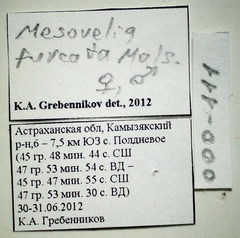 Mesovelia
furcata Muls.
♀, ♂
K.A. Grebennikov det., 2012
Астраханская обл, Камызякский
р-н,6 – 7,5 км ЮЗ с. Полдневое
(45 гр. 48 мин. 44 с. СШ
47 гр. 53 мин. 54 с. ВД –
45 гр. 47 мин. 55 с. СШ
47 гр. 53 мин. 30 с. ВД)
30-31.06.2012
К.А. Гребенников
000-111